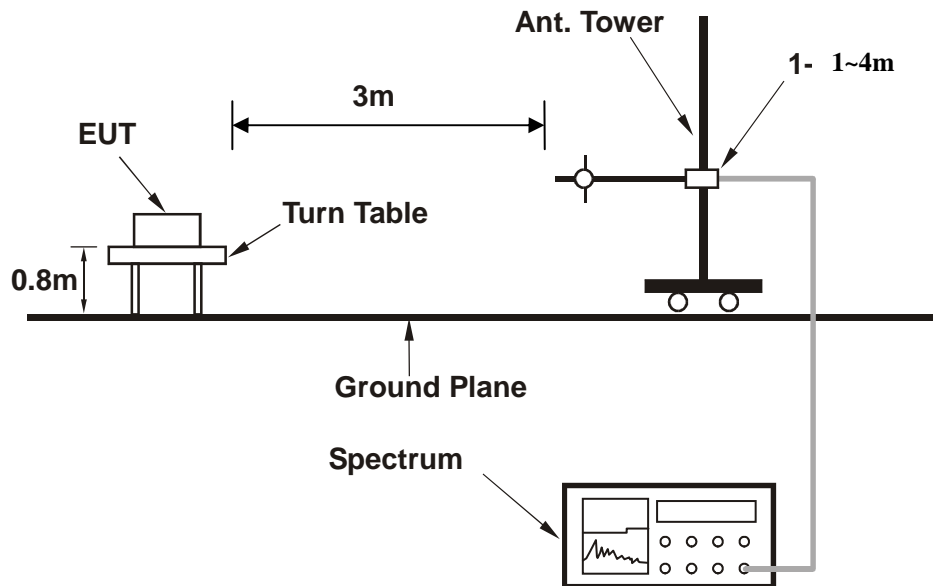 Ant. Tower
1- 1~4m
3m
EUT
Turn Table
0.8m
Ground Plane
Spectrum